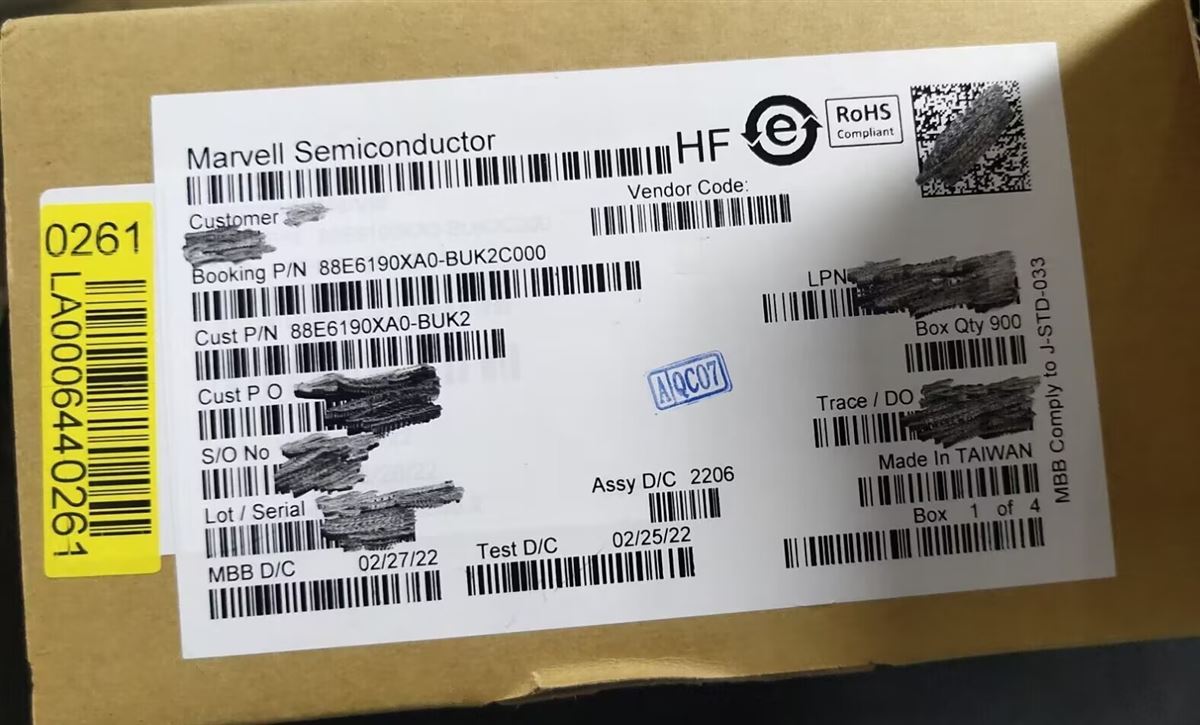 Marvell Semiconductor
HF
e
RoHS
Compliant
Customer
Vendor Code:
Booking P/N 88E6190XA0-BUK2C000
LPN
Cust P/N 88E6190XA0-BUK2
Box Qty 900
Cust P O
AQC07
Trace / DO
S/O No
Assy D/C 2206
Made In TAIWAN
Lot / Serial
Box 1 of 4
MBB D/C 02/27/22
Test D/C 02/25/22
MBB Comply to J-STD-033
0261
LA0006440261